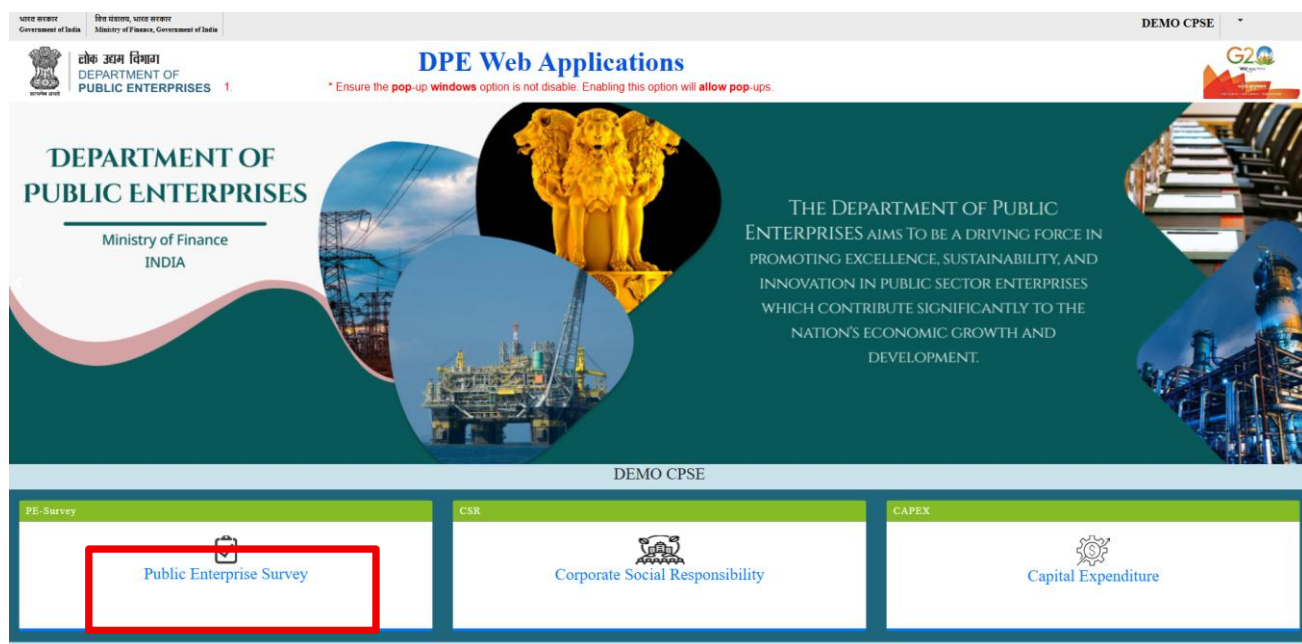 भारत सरकार
Government of India
वित्त मंत्रालय, भारत सरकार
Ministry of Finance, Government of India
DEMO CPSE
लोक उद्यम विभाग
DEPARTMENT OF
PUBLIC ENTERPRISES
1.
DPE Web Applications
* Ensure the pop-up windows option is not disable. Enabling this option will allow pop-ups.
सत्यमेव जयते
G20
DEPARTMENT OF
PUBLIC ENTERPRISES
Ministry of Finance
INDIA
THE DEPARTMENT OF PUBLIC
ENTERPRISES AIMS TO BE A DRIVING FORCE IN
PROMOTING EXCELLENCE, SUSTAINABILITY, AND
INNOVATION IN PUBLIC SECTOR ENTERPRISES
WHICH CONTRIBUTE SIGNIFICANTLY TO THE
NATION'S ECONOMIC GROWTH AND
DEVELOPMENT.
DEMO CPSE
PE-Survey
Public Enterprise Survey
CSR
Corporate Social Responsibility
CAPEX
Capital Expenditure